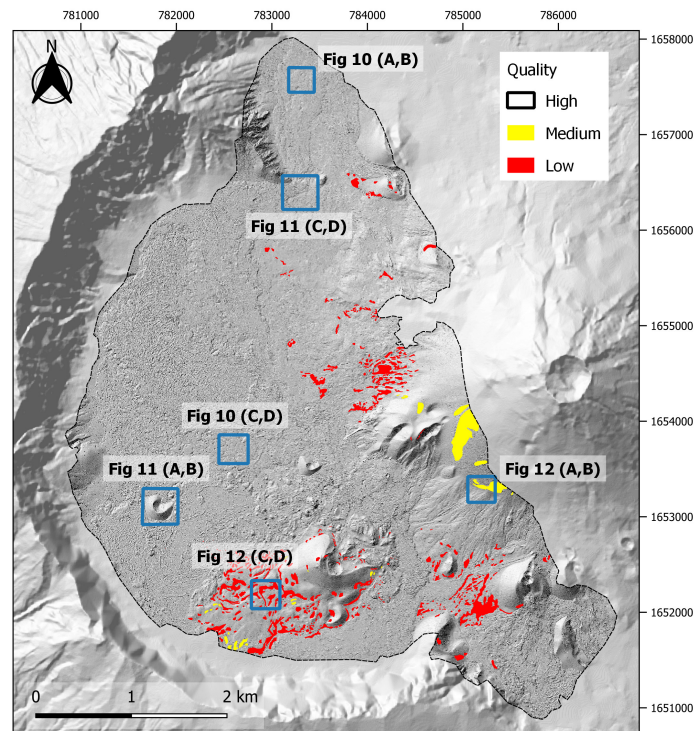 781000 782000 783000 784000 785000 786000
N
1658000
1657000
1656000
1655000
1654000
1653000
1652000
1651000
Quality
High
Medium
Low
Fig 10 (A,B)
Fig 11 (C,D)
Fig 10 (C,D)
Fig 11 (A,B)
Fig 12 (A,B)
Fig 12 (C,D)
0 1 2 km